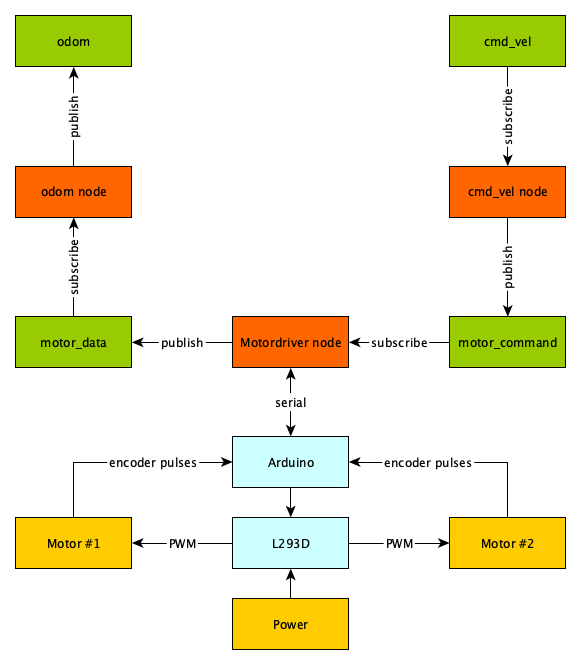 odom
cmd_vel
publish
subscribe
odom node
cmd_vel node
subscribe
publish
motor_data
publish
Motordriver node
subscribe
motor_command
serial
encoder pulses
Arduino
encoder pulses
Motor #1
PWM
L293D
PWM
Motor #2
Power